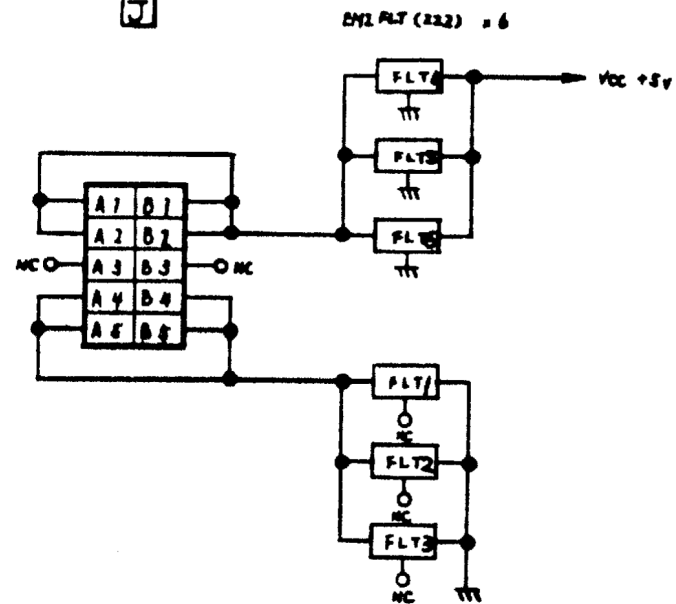 J
EMI FLT (222) x 6
FLT4
VCC +5V
FLT5
A1 B1
A2 B2
FLT6
NC A3 B3 NC
A4 B4
A5 B5
FLT1
NC
FLT2
NC
FLT3
NC